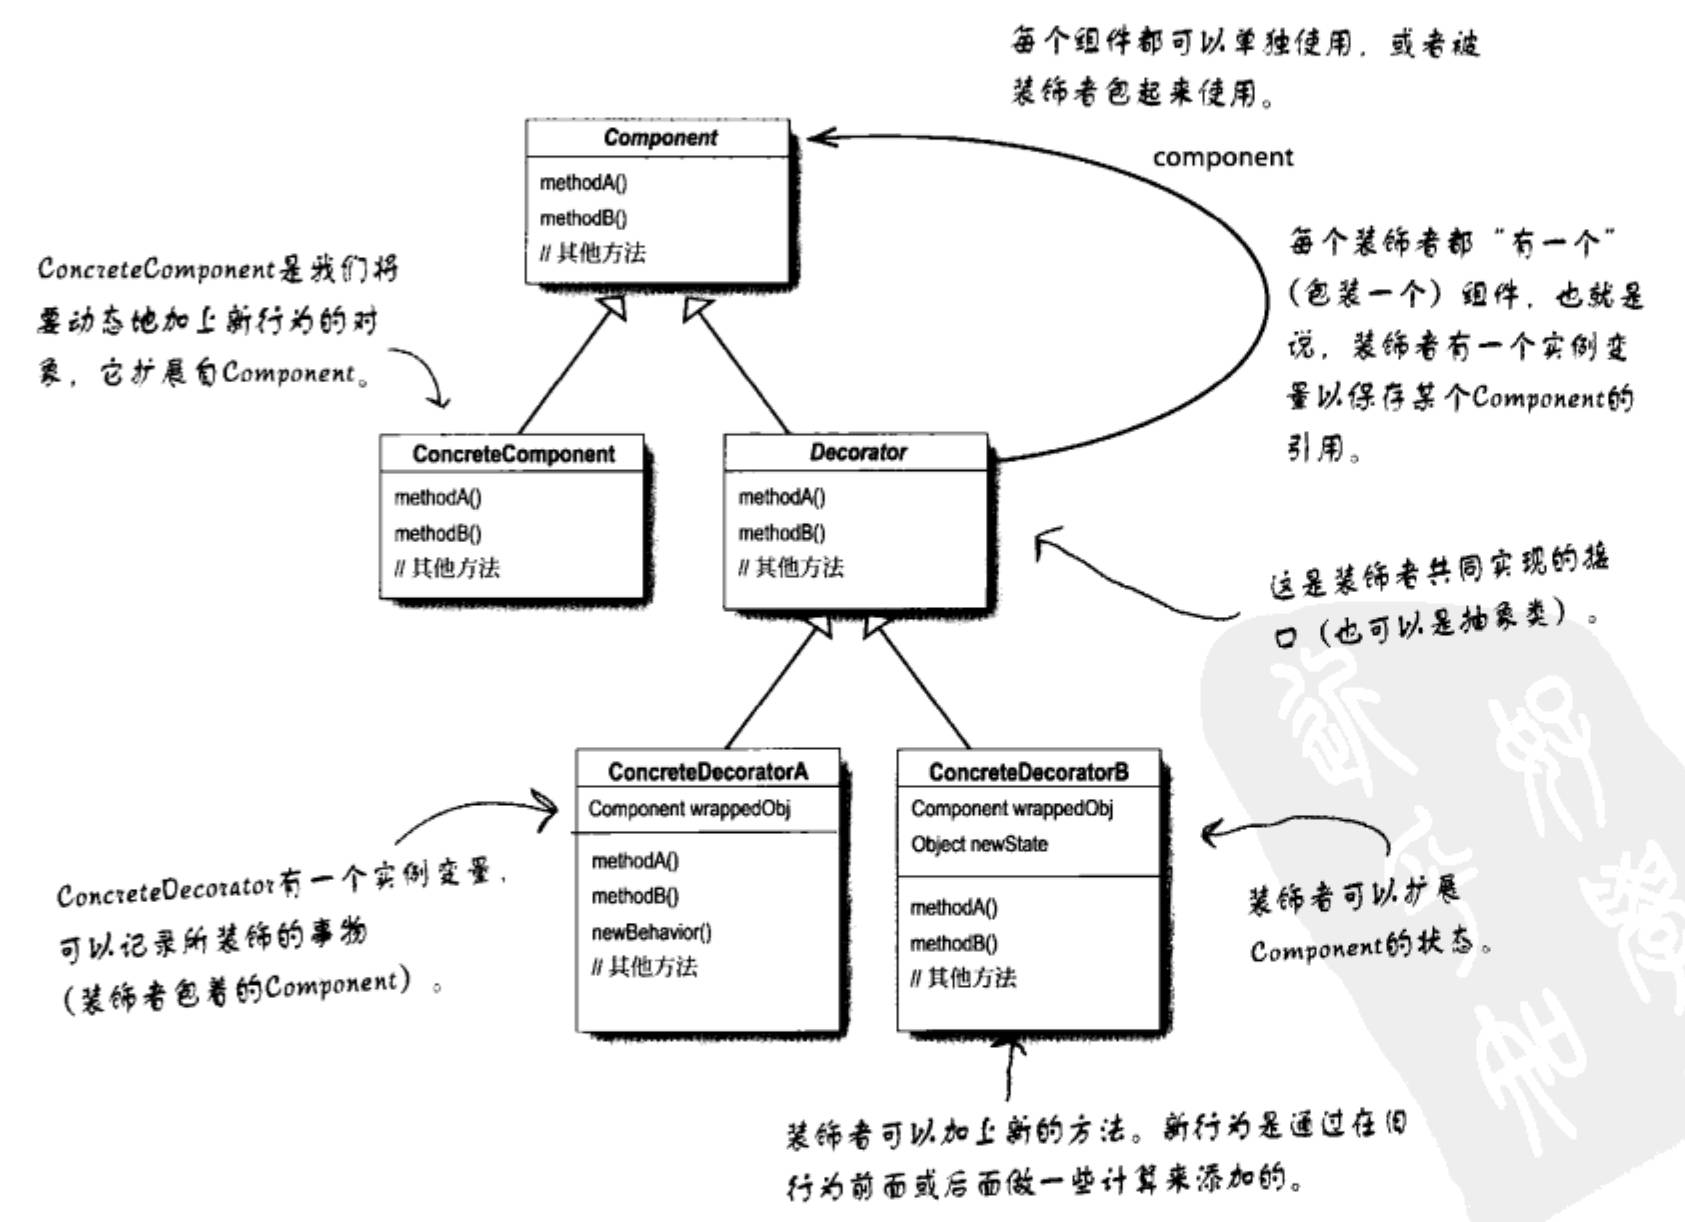 每个组件都可以单独使用，或者被
装饰者包起来使用。
Component
methodA()
methodB()
// 其他方法
component
ConcreteComponent是我们将
要动态地加上新行为的对
象，它扩展自Component。
每个装饰者都“有一个”
（包装一个）组件，也就是
说，装饰者有一个实例变
量以保存某个Component的
引用。
ConcreteComponent
methodA()
methodB()
// 其他方法
Decorator
methodA()
methodB()
// 其他方法
这是装饰者共同实现的接
口（也可以是抽象类）。
ConcreteDecoratorA
Component wrappedObj
methodA()
methodB()
newBehavior()
// 其他方法
ConcreteDecoratorB
Component wrappedObj
Object newState
methodA()
methodB()
// 其他方法
ConcreteDecorator有一个实例变量，
可以记录所装饰的事物
（装饰者包着的Component）。
装饰者可以扩展
Component的状态。
装饰者可以加上新的方法。新行为是通过在旧
行为前面或后面做一些计算来添加的。